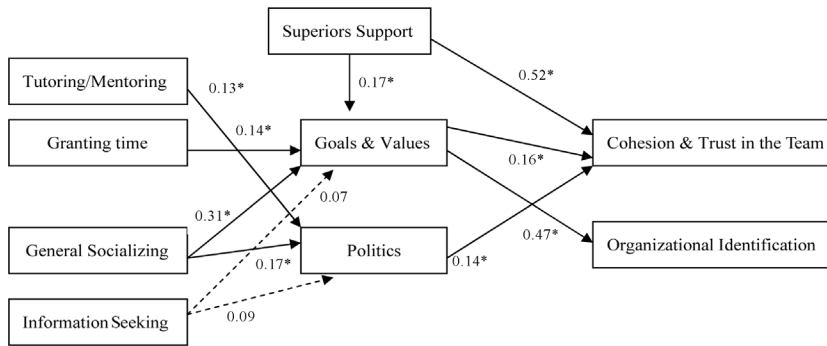 Superiors Support
Tutoring/Mentoring
0.13*
0.17*
0.52*
Granting time
0.14*
Goals & Values
Cohesion & Trust in the Team
0.16*
0.07
0.31*
General Socializing
Politics
0.47*
Organizational Identification
0.17*
0.14*
Information Seeking
0.09